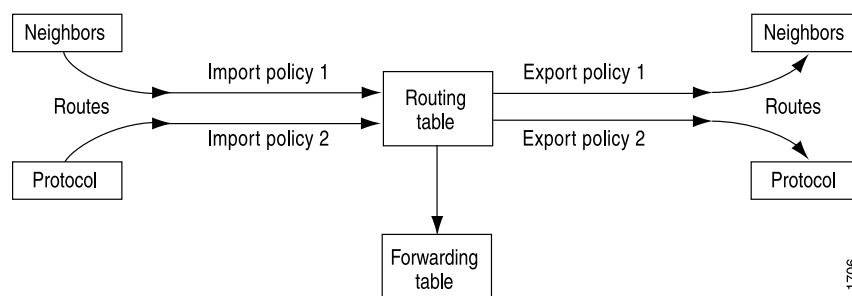 Neighbors
Neighbors
Import policy 1
Export policy 1
Routes
Routing
table
Routes
Import policy 2
Export policy 2
Protocol
Protocol
Forwarding
table
1706